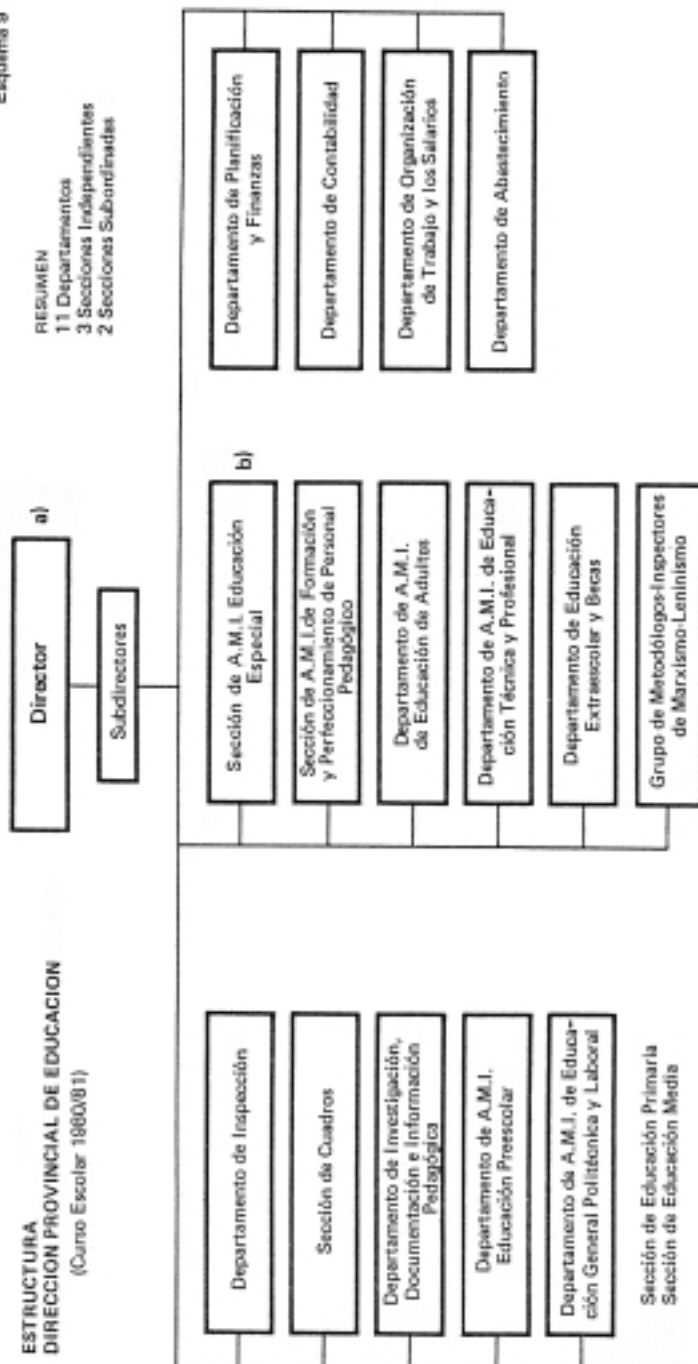 Esquema 9
ESTRUCTURA
DIRECCION PROVINCIAL DE EDUCACION
(Curso Escolar 1980/81)
Director
a)
Subdirectores
RESUMEN
11 Departamentos
3 Secciones Independientes
2 Secciones Subordinadas
Departamento de Inspección
Sección de Cuadros
Departamento de Investigación,
Documentación e Información
Pedagógica
Departamento de A.M.I.
Educación Preescolar
Departamento de A.M.I. de Educa-
ción General Politécnica y Laboral
Sección de Educación Primaria
Sección de Educación Media
Sección de A.M.I. Educación
Especial
b)
Sección de A.M.I.de Formación
y Perfeccionamiento de Personal
Pedagógico
Departamento de A.M.I.
de Educación de Adultos
Departamento de A.M.I. de Educa-
ción Técnica y Profesional
Departamento de Educación
Extraescolar y Becas
Grupo de Metodólogos-Inspectores
de Marxismo-Leninismo
Departamento de Planificación
y Finanzas
Departamento de Contabilidad
Departamento de Organización
de Trabajo y los Salarios
Departamento de Abastecimiento